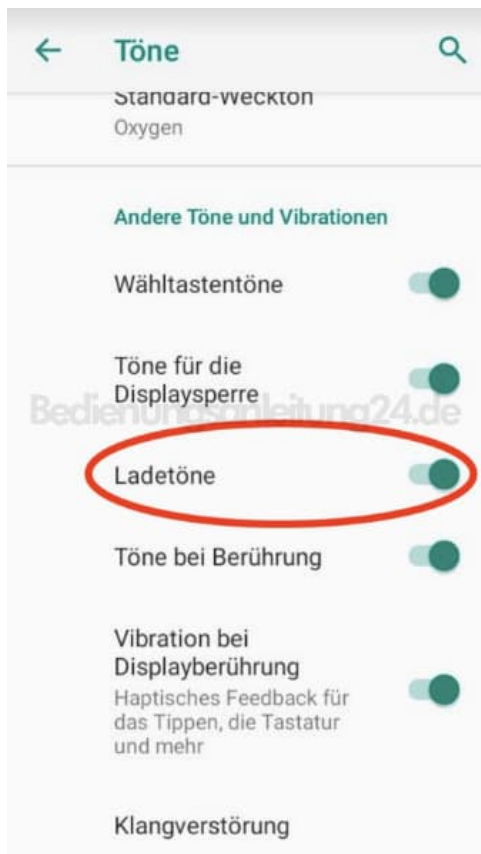 Töne
Standard-Weckton
Oxygen
Andere Töne und Vibrationen
Wähltastentöne
Töne für die
Displaysperre
Bedienungsanleitung24.de
Ladetöne
Töne bei Berührung
Vibration bei
Displayberührung
Haptisches Feedback für
das Tippen, die Tastatur
und mehr
Klangverstörung